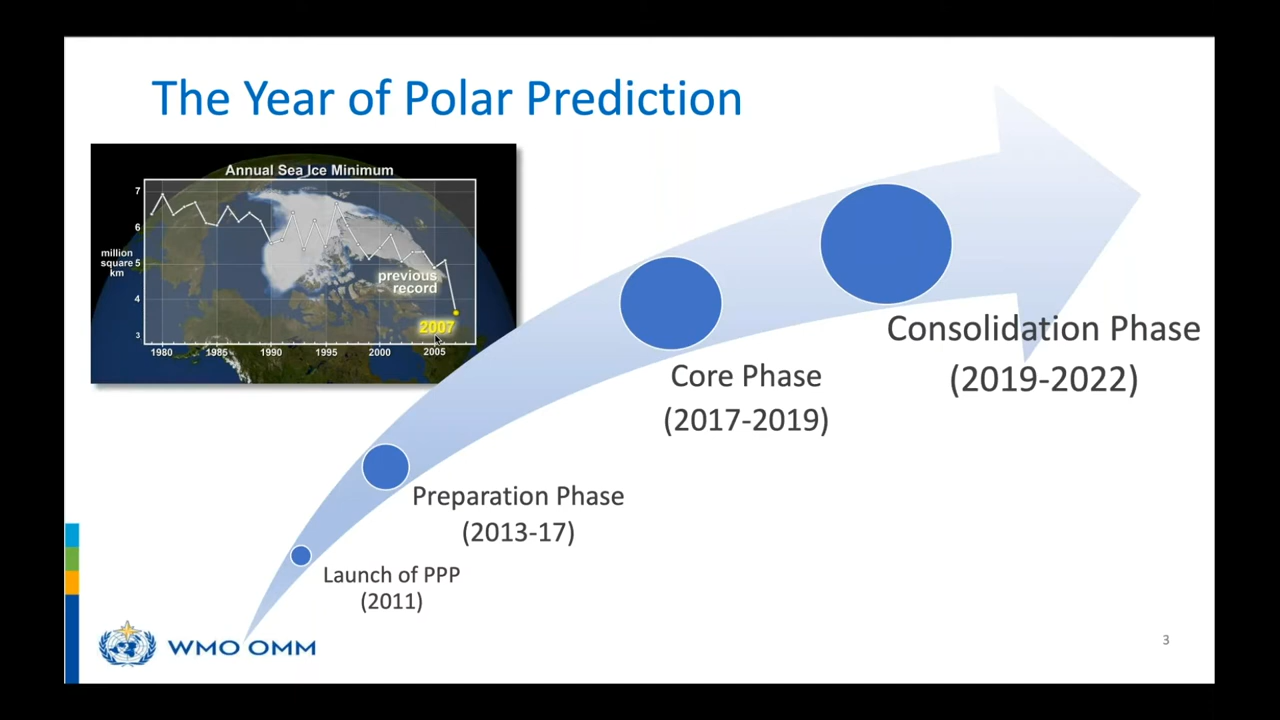 The Year of Polar Prediction
Annual Sea Ice Minimum
7
6
million
square
km
5
4
3
previous
record
2007
1980
1985
1990
1995
2000
2005
Launch of PPP
(2011)
Preparation Phase
(2013-17)
Core Phase
(2017-2019)
Consolidation Phase
(2019-2022)
WMO OMM
3